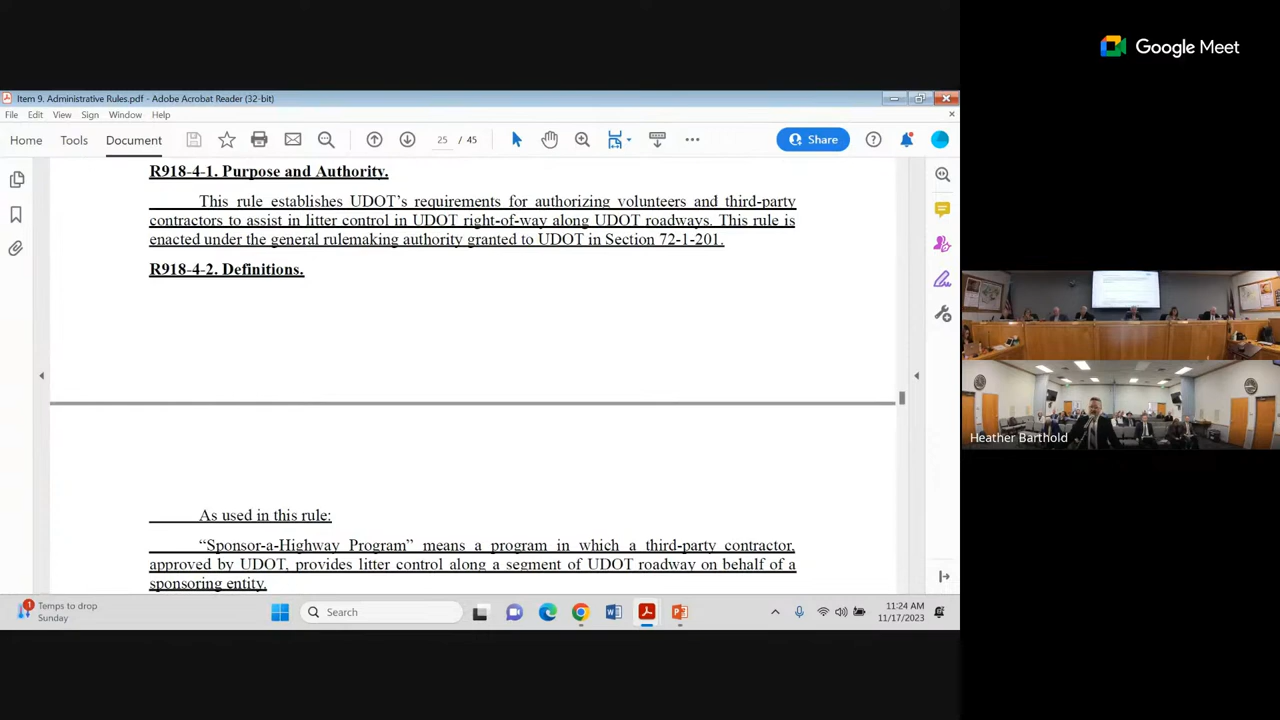 Google Meet
Item 9. Administrative Rules.pdf - Adobe Acrobat Reader (32-bit)
File Edit View Sign Window Help
Home Tools Document 25 / 45 Share
R918-4-1. Purpose and Authority.
This rule establishes UDOT’s requirements for authorizing volunteers and third-party
contractors to assist in litter control in UDOT right-of-way along UDOT roadways. This rule is
enacted under the general rulemaking authority granted to UDOT in Section 72-1-201.
R918-4-2. Definitions.
As used in this rule:
“Sponsor-a-Highway Program” means a program in which a third-party contractor,
approved by UDOT, provides litter control along a segment of UDOT roadway on behalf of a
sponsoring entity.
Heather Barthold
1
Temps to drop
Sunday
Search
11:24 AM
11/17/2023